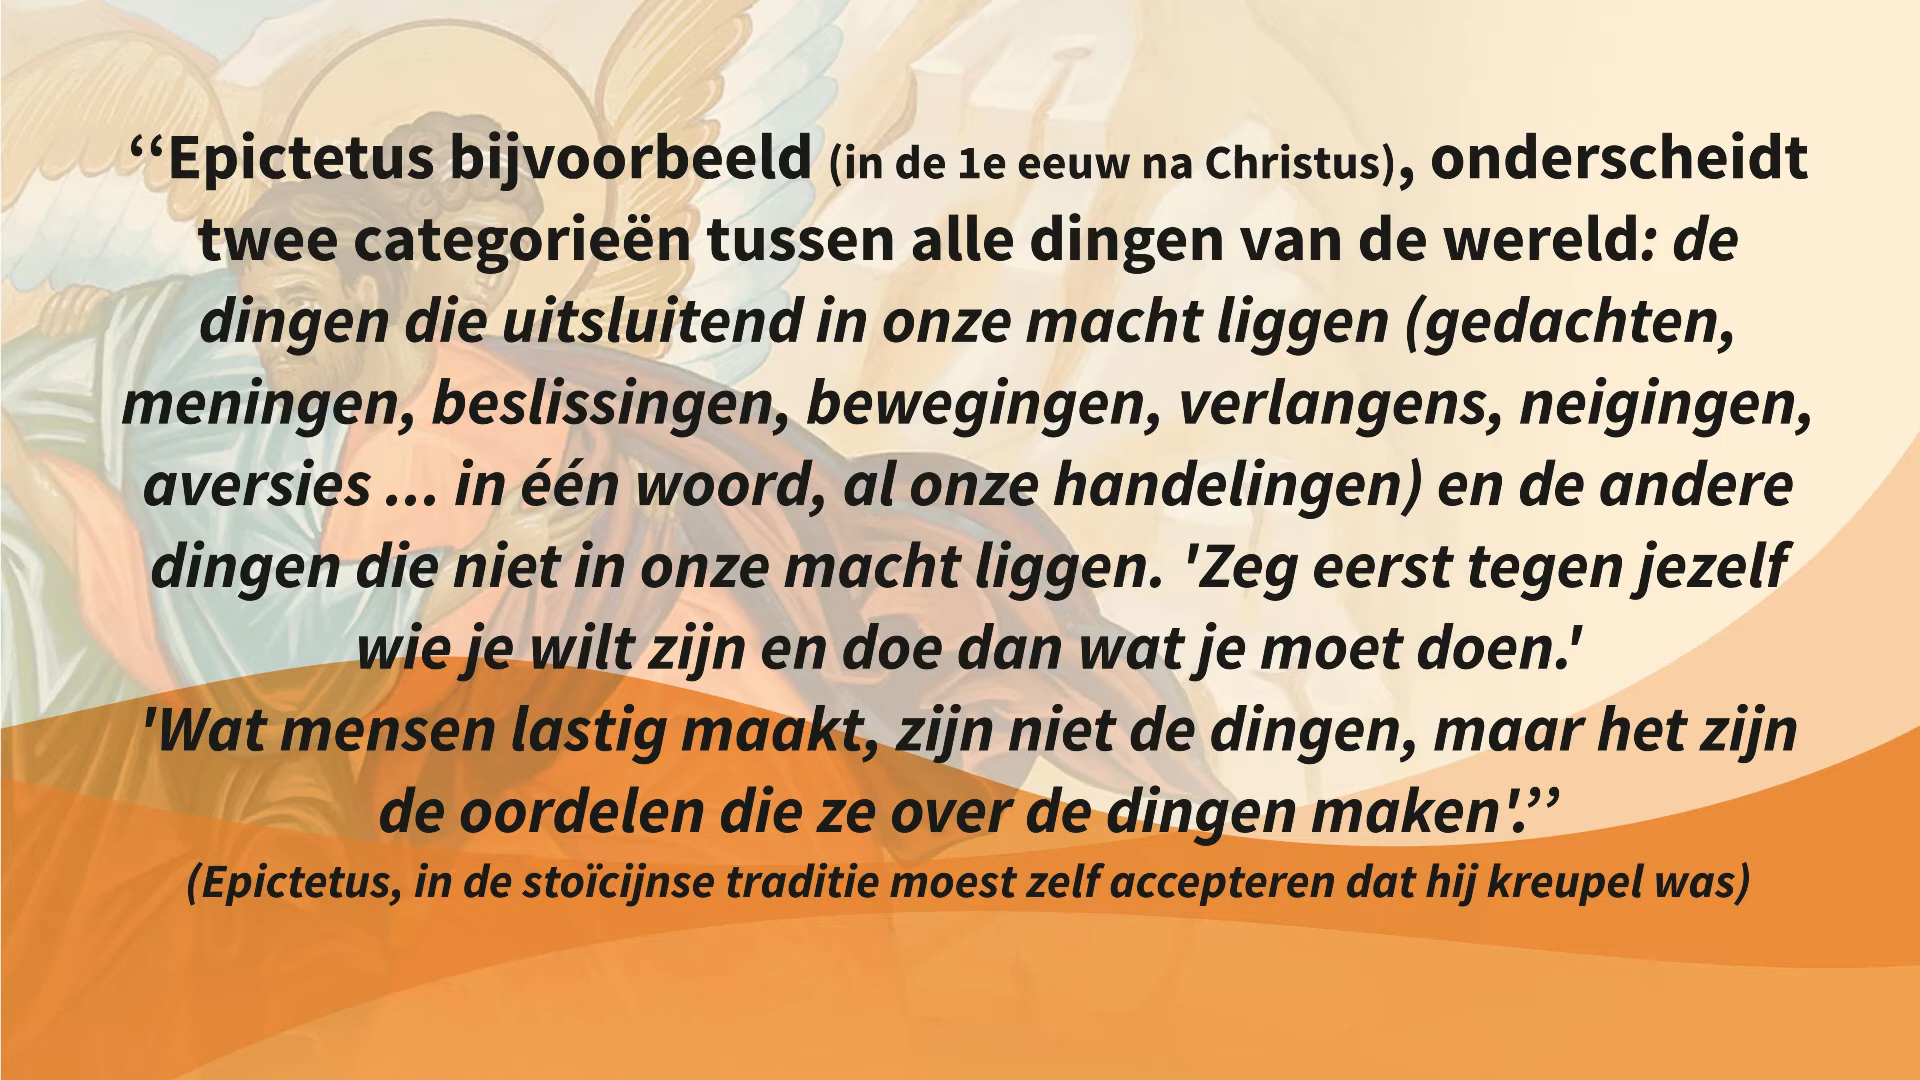 ‘‘Epictetus bijvoorbeeld (in de 1e eeuw na Christus), onderscheidt
twee categorieën tussen alle dingen van de wereld: de
dingen die uitsluitend in onze macht liggen (gedachten,
meningen, beslissingen, bewegingen, verlangens, neigingen,
aversies ... in één woord, al onze handelingen) en de andere
dingen die niet in onze macht liggen. 'Zeg eerst tegen jezelf
wie je wilt zijn en doe dan wat je moet doen.'
'Wat mensen lastig maakt, zijn niet de dingen, maar het zijn
de oordelen die ze over de dingen maken'.’’
(Epictetus, in de stoïcijnse traditie moest zelf accepteren dat hij kreupel was)